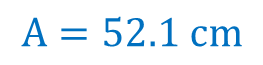 A = 52.1 cm